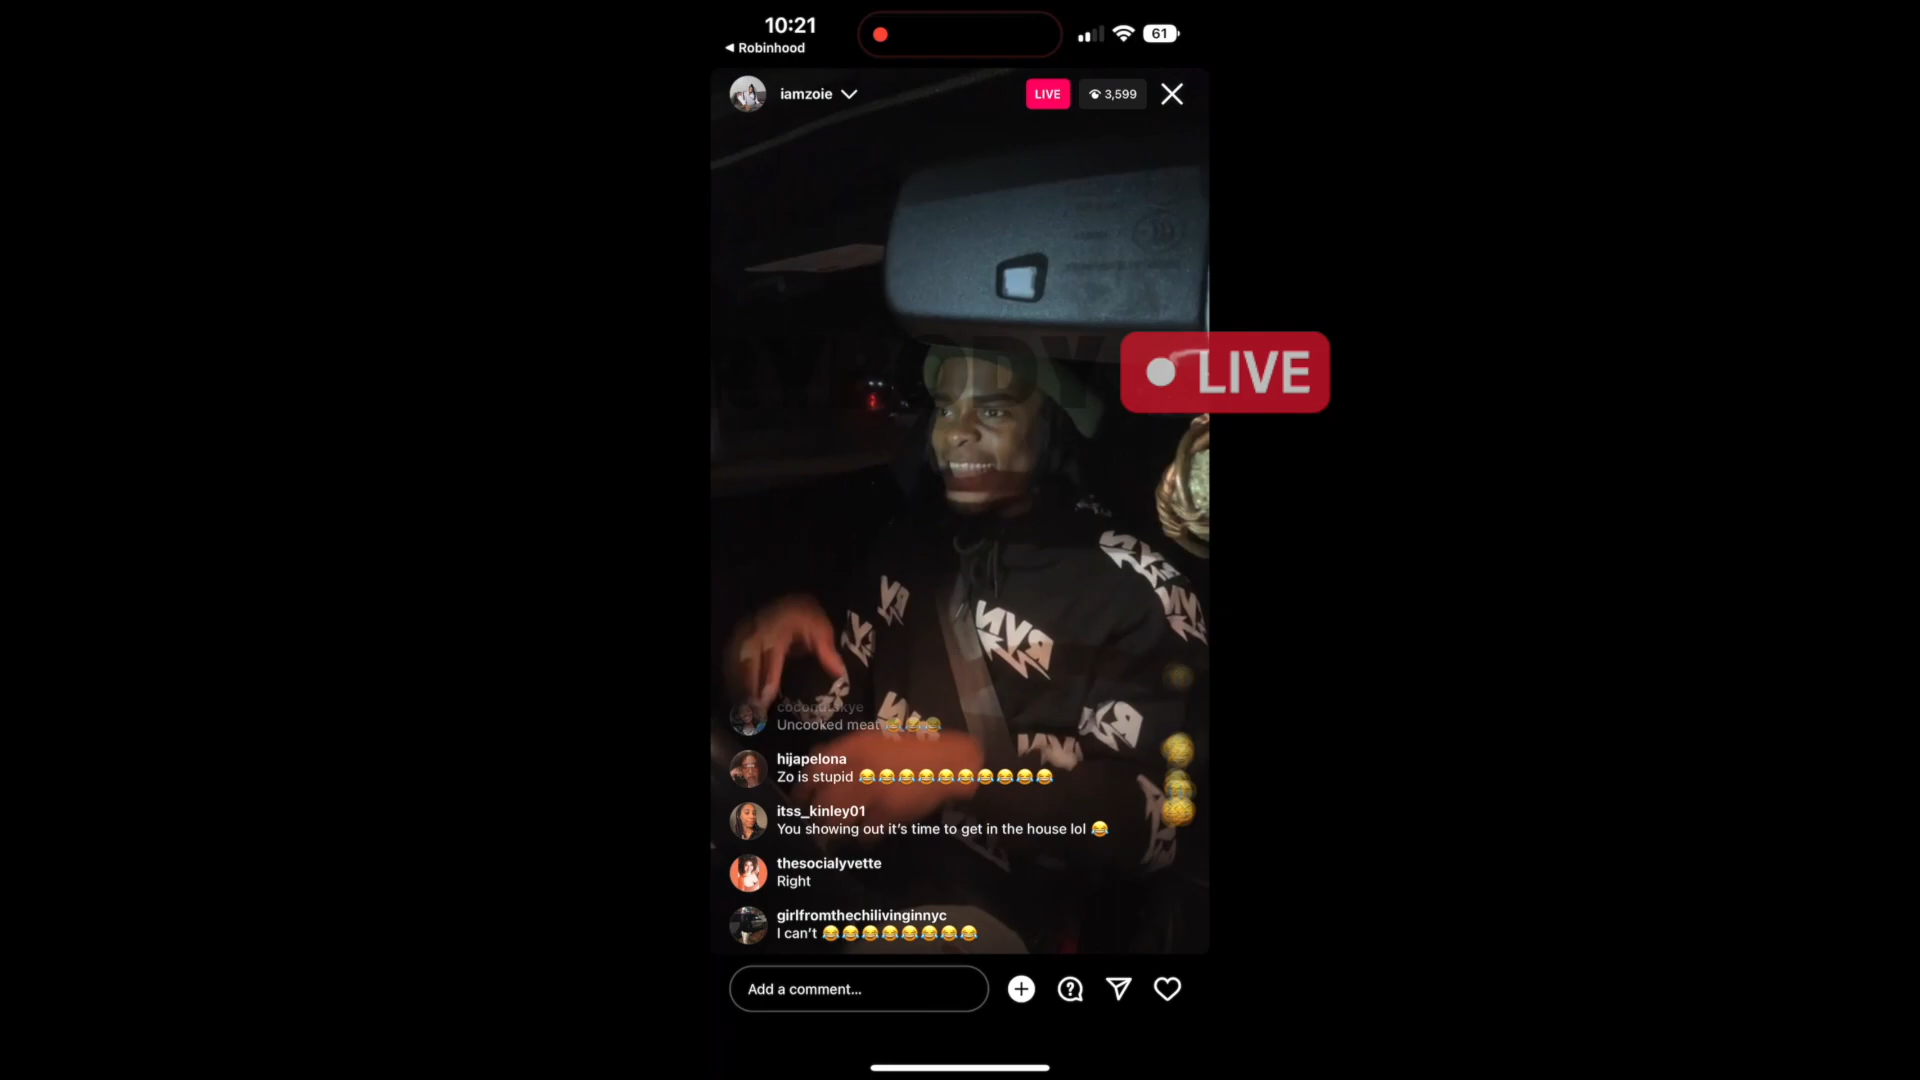 10:21
Robinhood
61
iamzoie
LIVE
3,599
LIVE
Uncooked meat 😂😂😂
hijapelona
Zo is stupid 😂😂😂😂😂😂😂😂😂😂
itss_kinley01
You showing out it’s time to get in the house lol 😂
thesocialyvette
Right
girlfromthechilivinginnyc
I can’t 😂😂😂😂😂😂😂😂
Add a comment...